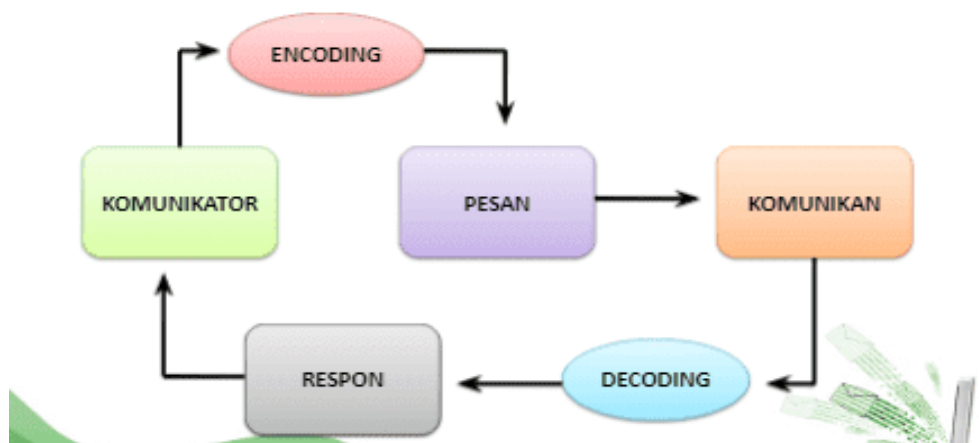 ENCODING
KOMUNIKATOR
PESAN
KOMUNIKAN
RESPON
DECODING